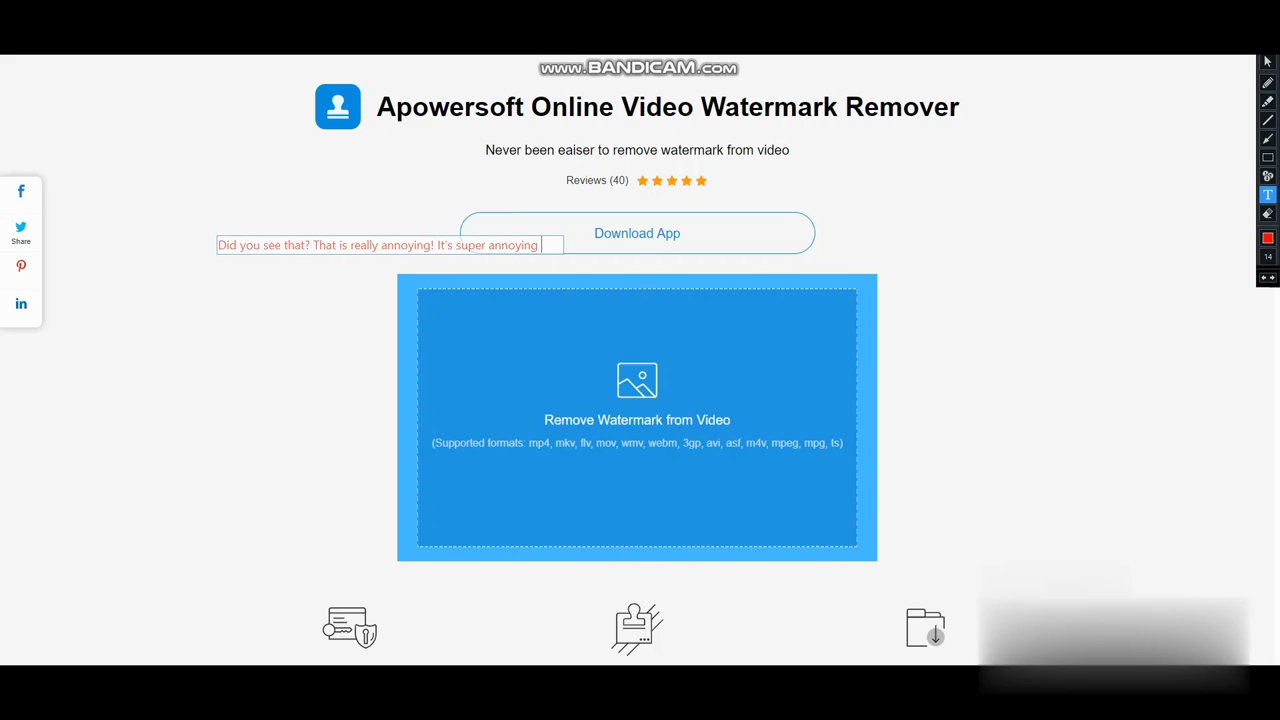 www.BANDICAM.com
Apowersoft Online Video Watermark Remover
Never been eaiser to remove watermark from video
Reviews (40)
Download App
Did you see that? That is really annoying! It's super annoying
Share
Remove Watermark from Video
(Supported formats: mp4, mkv, flv, mov, wmv, webm, 3gp, avi, asf, m4v, mpeg, mpg, ts)
T
14